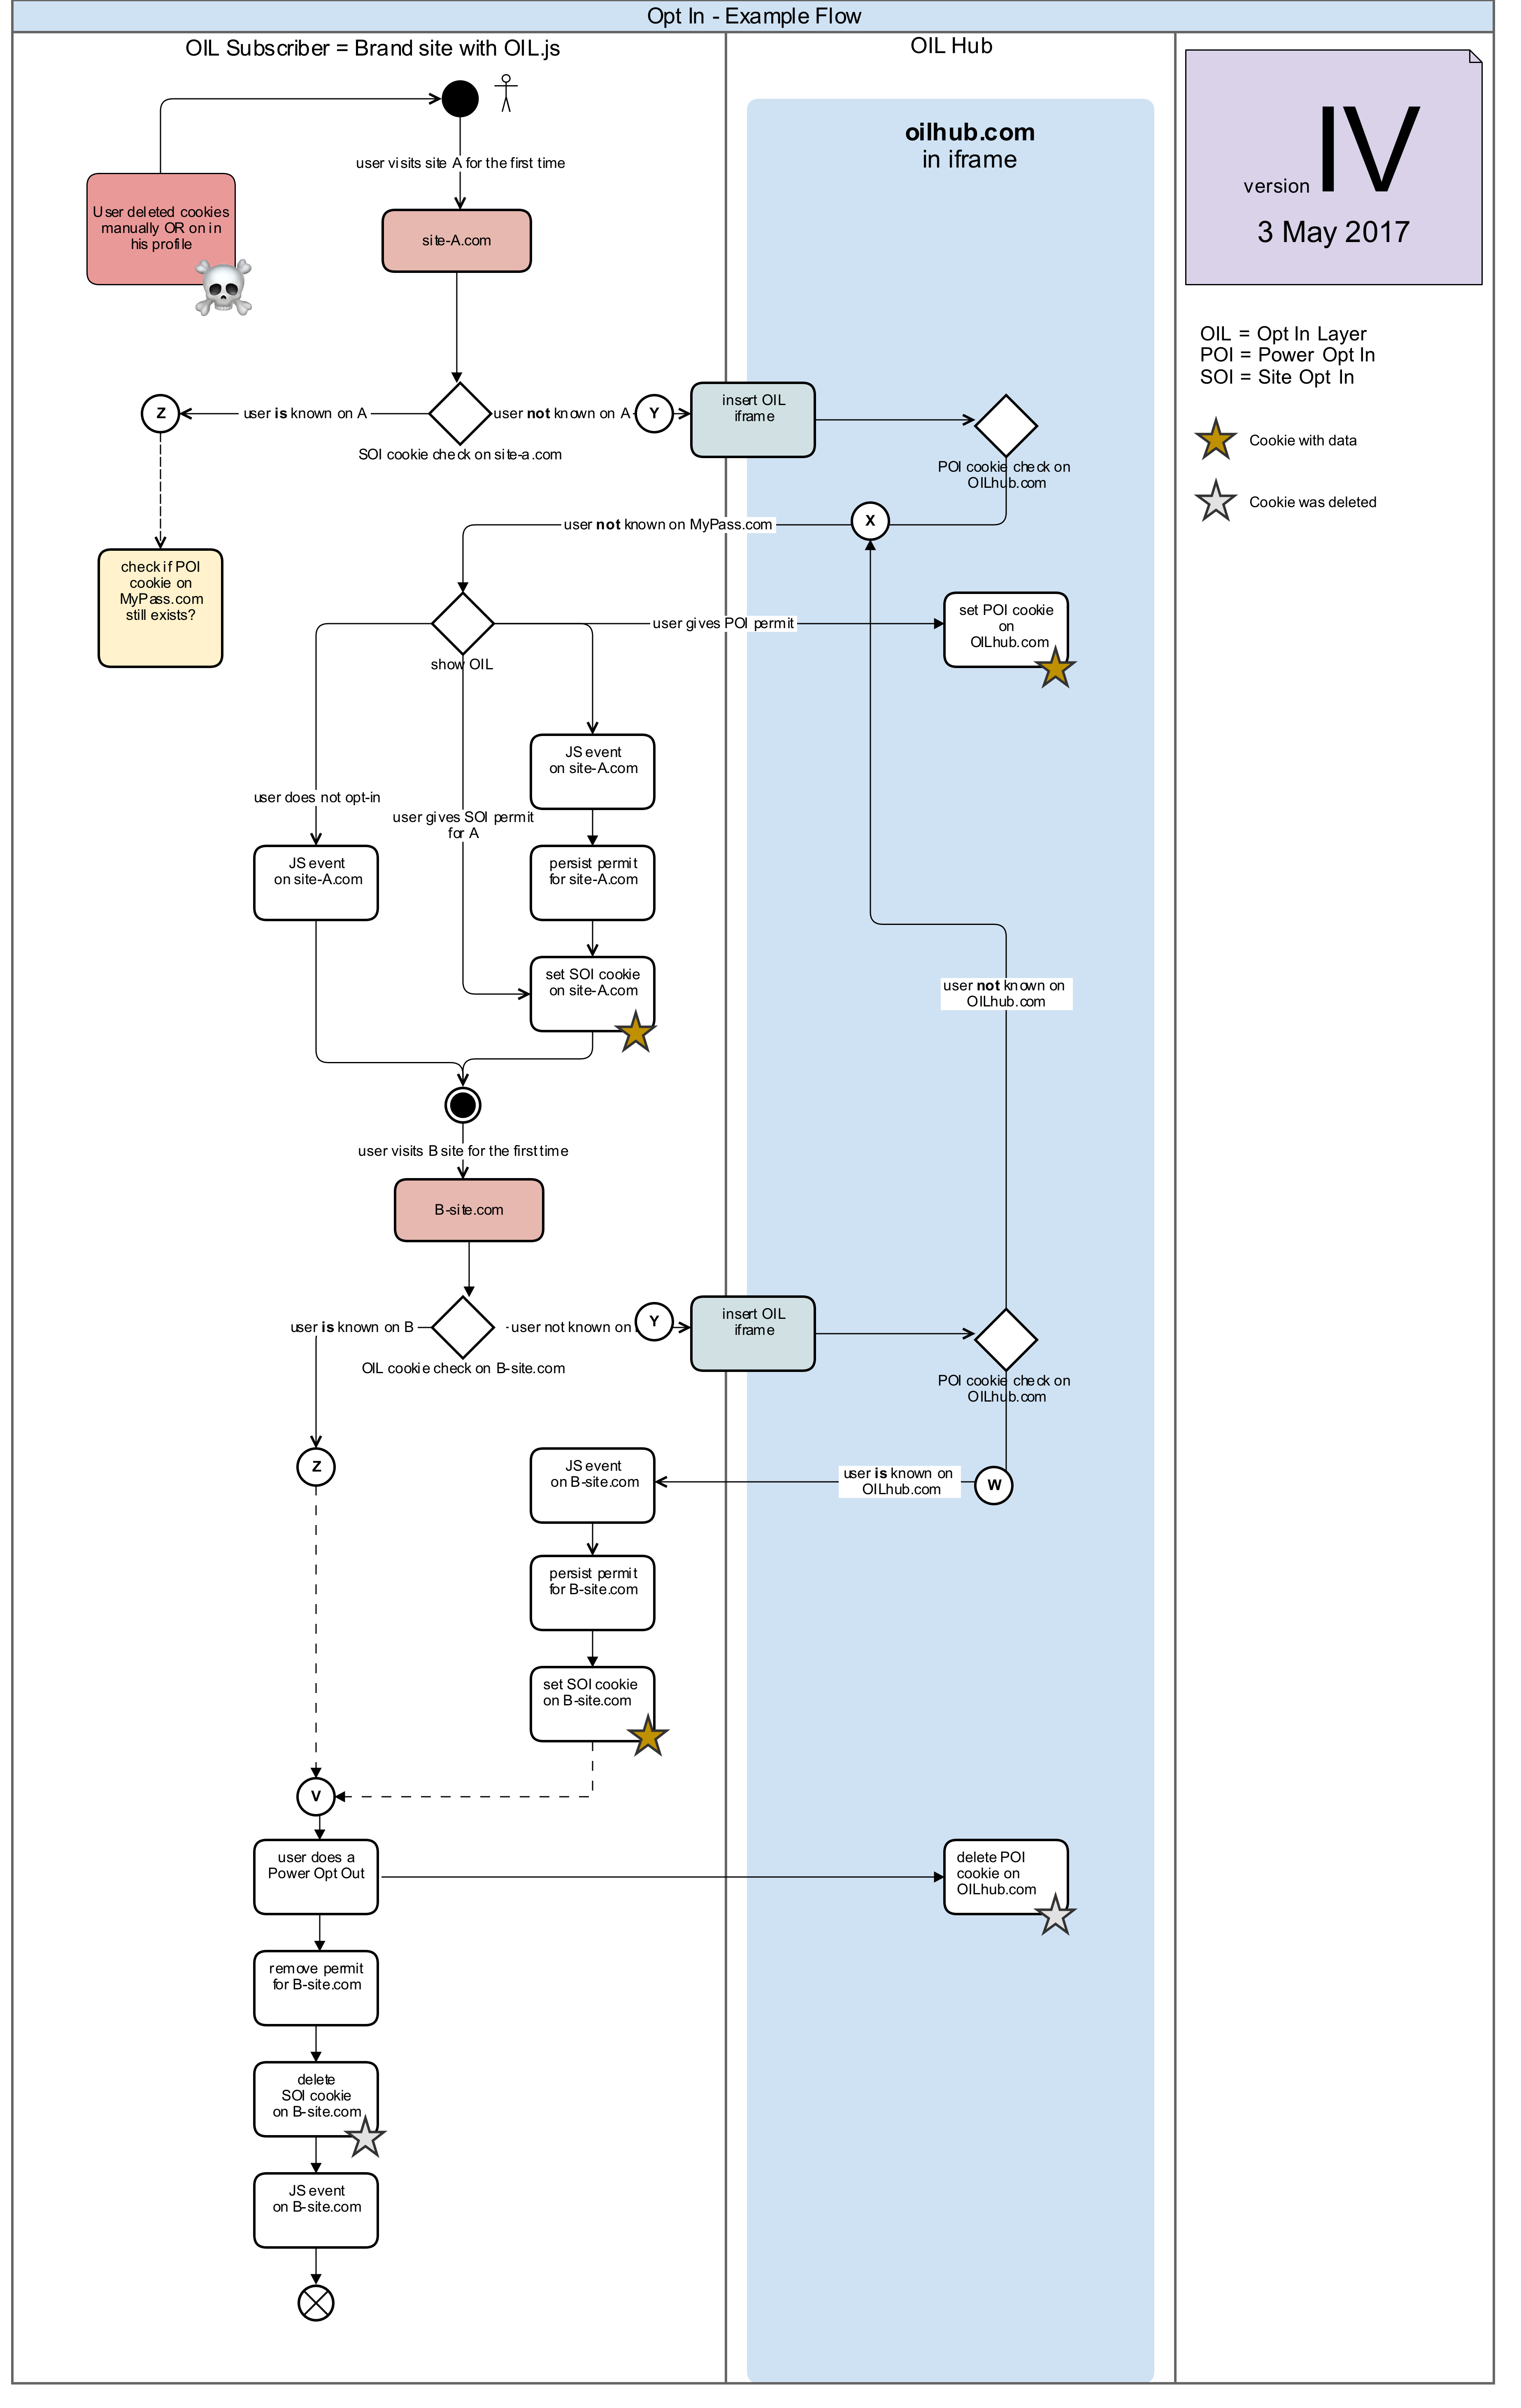 Opt In - Example Flow
OIL Subscriber = Brand site with OIL.js
OIL Hub
oilhub.com
in iframe
version IV
3 May 2017
OIL = Opt In Layer
POI = Power Opt In
SOI = Site Opt In
Cookie with data
Cookie was deleted
user visits site A for the first time
User deleted cookies
manually OR on in
his profile
site-A.com
Z
user is known on A
user not known on A
Y
SOI cookie check on site-a.com
insert OIL
iframe
POI cookie check on
OILhub.com
user not known on MyPass.com
X
check if POI
cookie on
MyPass.com
still exists?
user gives POI permit
set POI cookie
on
OILhub.com
show OIL
JS event
on site-A.com
user does not opt-in
user gives SOI permit
for A
JS event
on site-A.com
persist permit
for site-A.com
set SOI cookie
on site-A.com
user not known on
OILhub.com
user visits B site for the first time
B-site.com
user is known on B
user not known on
Y
OIL cookie check on B-site.com
insert OIL
iframe
POI cookie check on
OILhub.com
Z
JS event
on B-site.com
user is known on
OILhub.com
W
persist permit
for B-site.com
set SOI cookie
on B-site.com
V
user does a
Power Opt Out
delete POI
cookie on
OILhub.com
remove permit
for B-site.com
delete
SOI cookie
on B-site.com
JS event
on B-site.com